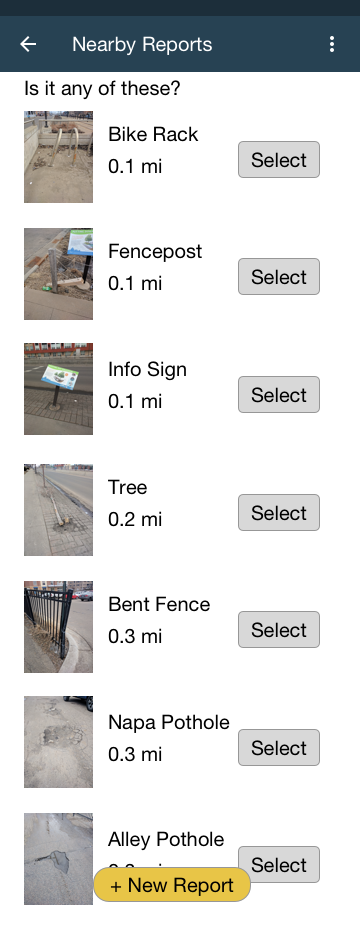 Nearby Reports
Is it any of these?
Bike Rack
0.1 mi
Select
Fencepost
0.1 mi
Select
Info Sign
0.1 mi
Select
Tree
0.2 mi
Select
Bent Fence
0.3 mi
Select
Napa Pothole
0.3 mi
Select
Alley Pothole
Select
+ New Report